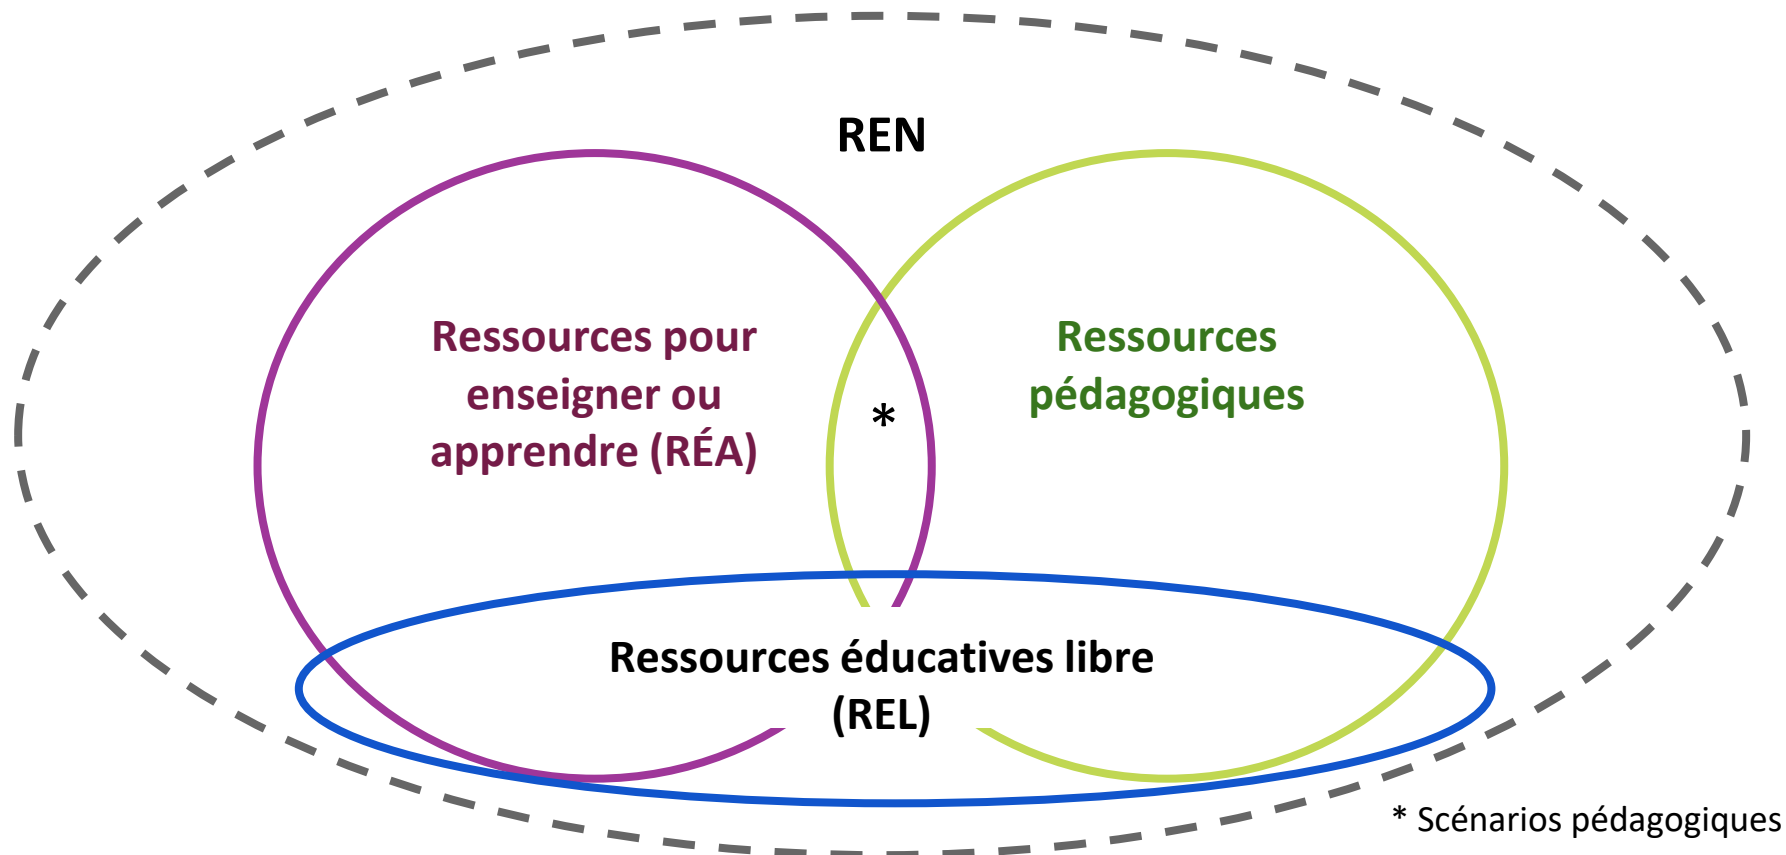 REN
Ressources pour
enseigner ou
apprendre (RÉA)
*
Ressources
pédagogiques
Ressources éducatives libre
(REL)
* Scénarios pédagogiques